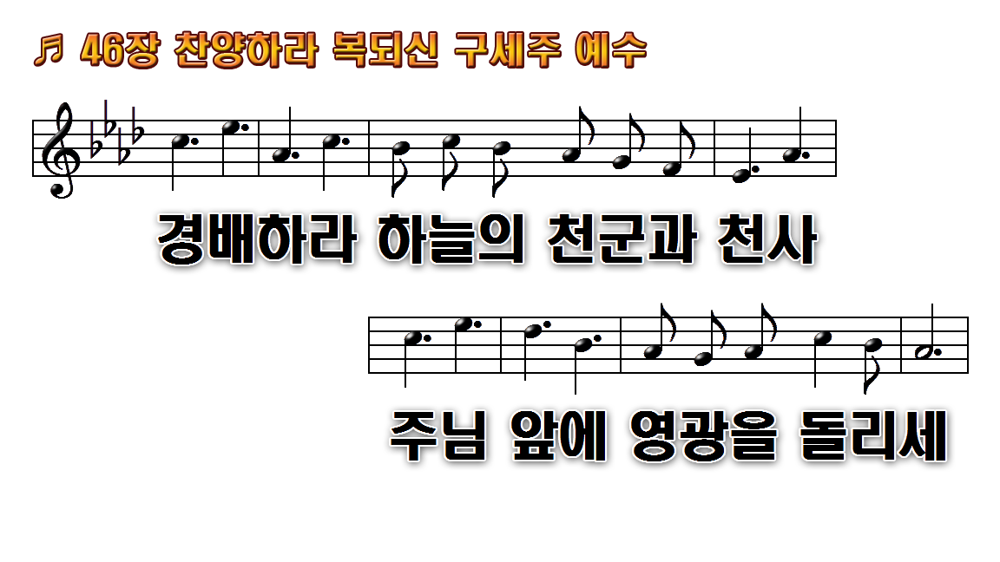 ♬ 46장 찬양하라 복되신 구세주 예수
경배하라 하늘의 천군과 천사
주님 앞에 영광을 돌리세